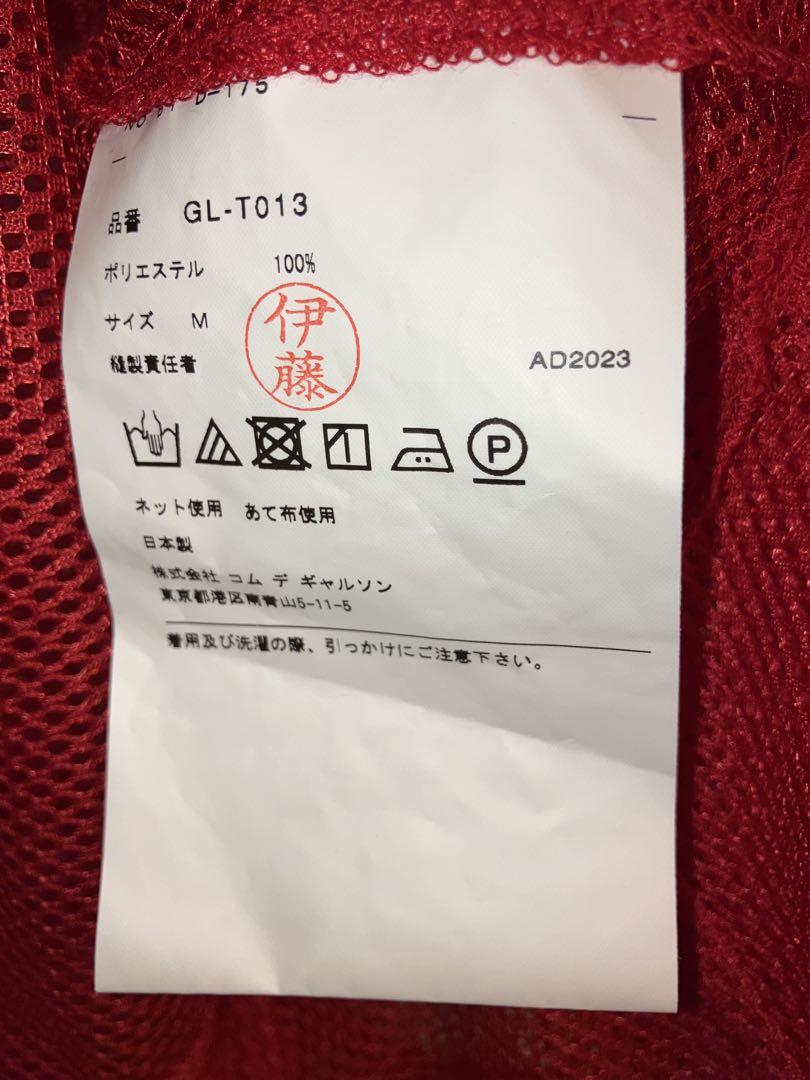 品番 GL-T013
ポリエステル 100%
サイズ M
伊藤
縫製責任者
AD2023
P
ネット使用 あて布使用
日本製
株式会社 コム デ ギャルソン
東京都港区南青山5-11-5
着用及び洗濯の際、引っかけにご注意下さい。